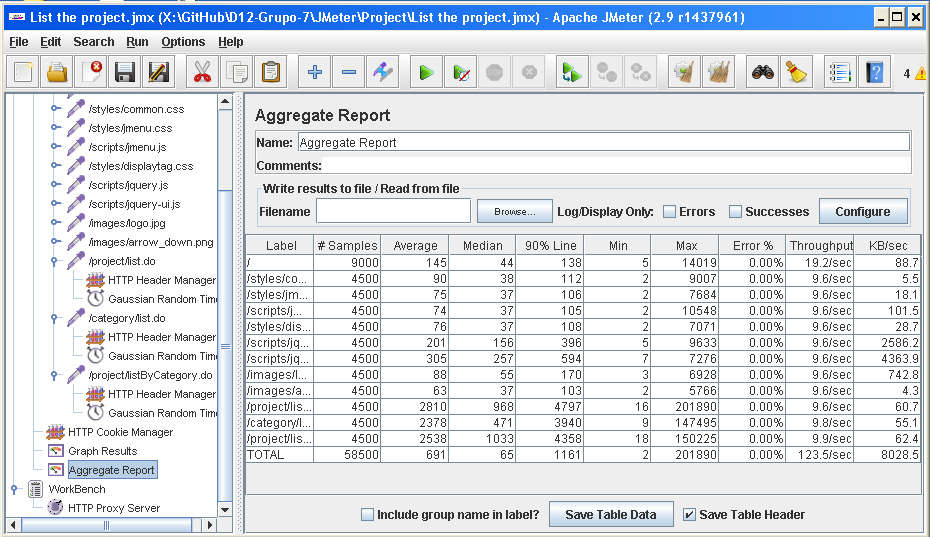 List the project.jmx (X:\GitHub\D12-Grupo-7\JMeter\Project\List the project.jmx) - Apache JMeter (2.9 r1437961)
File Edit Search Run Options Help
4
/styles/common.css
/styles/jmenu.css
/scripts/jmenu.js
/styles/displaytag.css
/scripts/jquery.js
/scripts/jquery-ui.js
/images/logo.jpg
/images/arrow_down.png
/project/list.do
HTTP Header Manager
Gaussian Random Time
/category/list.do
HTTP Header Manager
Gaussian Random Time
/project/listByCategory.do
HTTP Header Manager
Gaussian Random Time
HTTP Cookie Manager
Graph Results
Aggregate Report
WorkBench
HTTP Proxy Server
Aggregate Report
Name: Aggregate Report
Comments:
Write results to file / Read from file
Filename Browse... Log/Display Only: Errors Successes Configure
Label # Samples Average Median 90% Line Min Max Error % Throughput KB/sec
/ 9000 145 44 138 5 14019 0.00% 19.2/sec 88.7
/styles/co... 4500 90 38 112 2 9007 0.00% 9.6/sec 5.5
/styles/jm... 4500 75 37 106 2 7684 0.00% 9.6/sec 18.1
/scripts/j... 4500 74 37 105 2 10548 0.00% 9.6/sec 101.5
/styles/dis... 4500 76 37 108 2 7071 0.00% 9.6/sec 28.7
/scripts/jq... 4500 201 156 396 5 9633 0.00% 9.6/sec 2586.2
/scripts/jq... 4500 305 257 594 7 7276 0.00% 9.6/sec 4363.9
/images/l... 4500 88 55 170 3 6928 0.00% 9.6/sec 742.8
/images/a... 4500 63 37 103 2 5766 0.00% 9.6/sec 4.3
/project/lis... 4500 2810 968 4797 16 201890 0.00% 9.6/sec 60.7
/category/l... 4500 2378 471 3940 9 147495 0.00% 9.8/sec 55.1
/project/lis... 4500 2538 1033 4358 18 150225 0.00% 9.9/sec 62.4
TOTAL 58500 691 65 1161 2 201890 0.00% 123.5/sec 8028.5
Include group name in label? Save Table Data Save Table Header